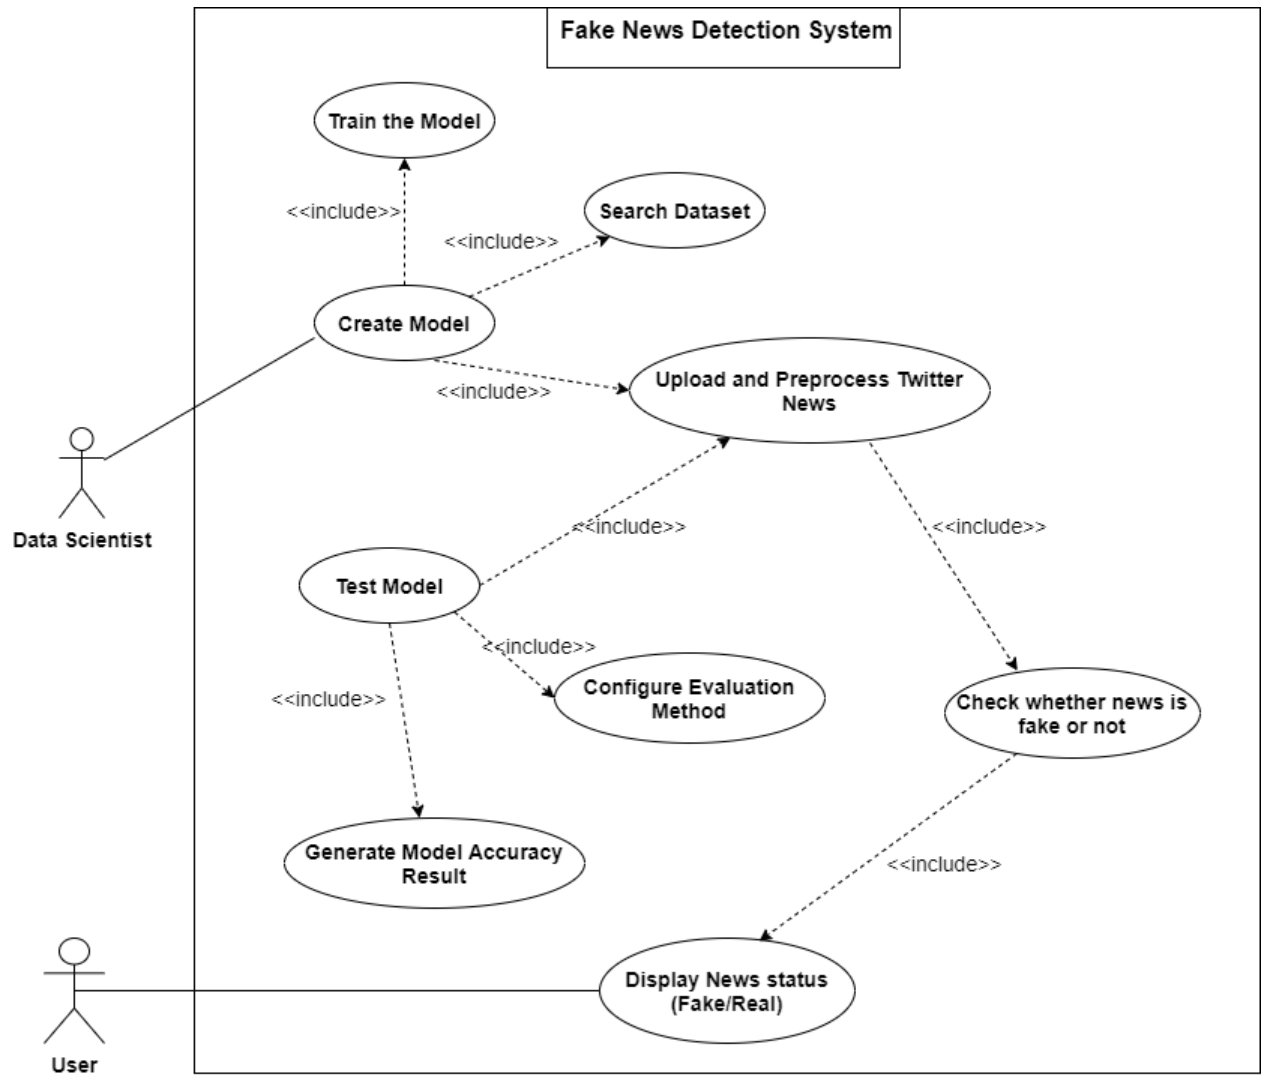 Fake News Detection System
Train the Model
<<include>>
Search Dataset
<<include>>
Create Model
Upload and Preprocess Twitter
News
<<include>>
Data Scientist
<<include>>
<<include>>
Test Model
<<include>>
Configure Evaluation
Method
<<include>>
Check whether news is
fake or not
Generate Model Accuracy
Result
<<include>>
Display News status
(Fake/Real)
User